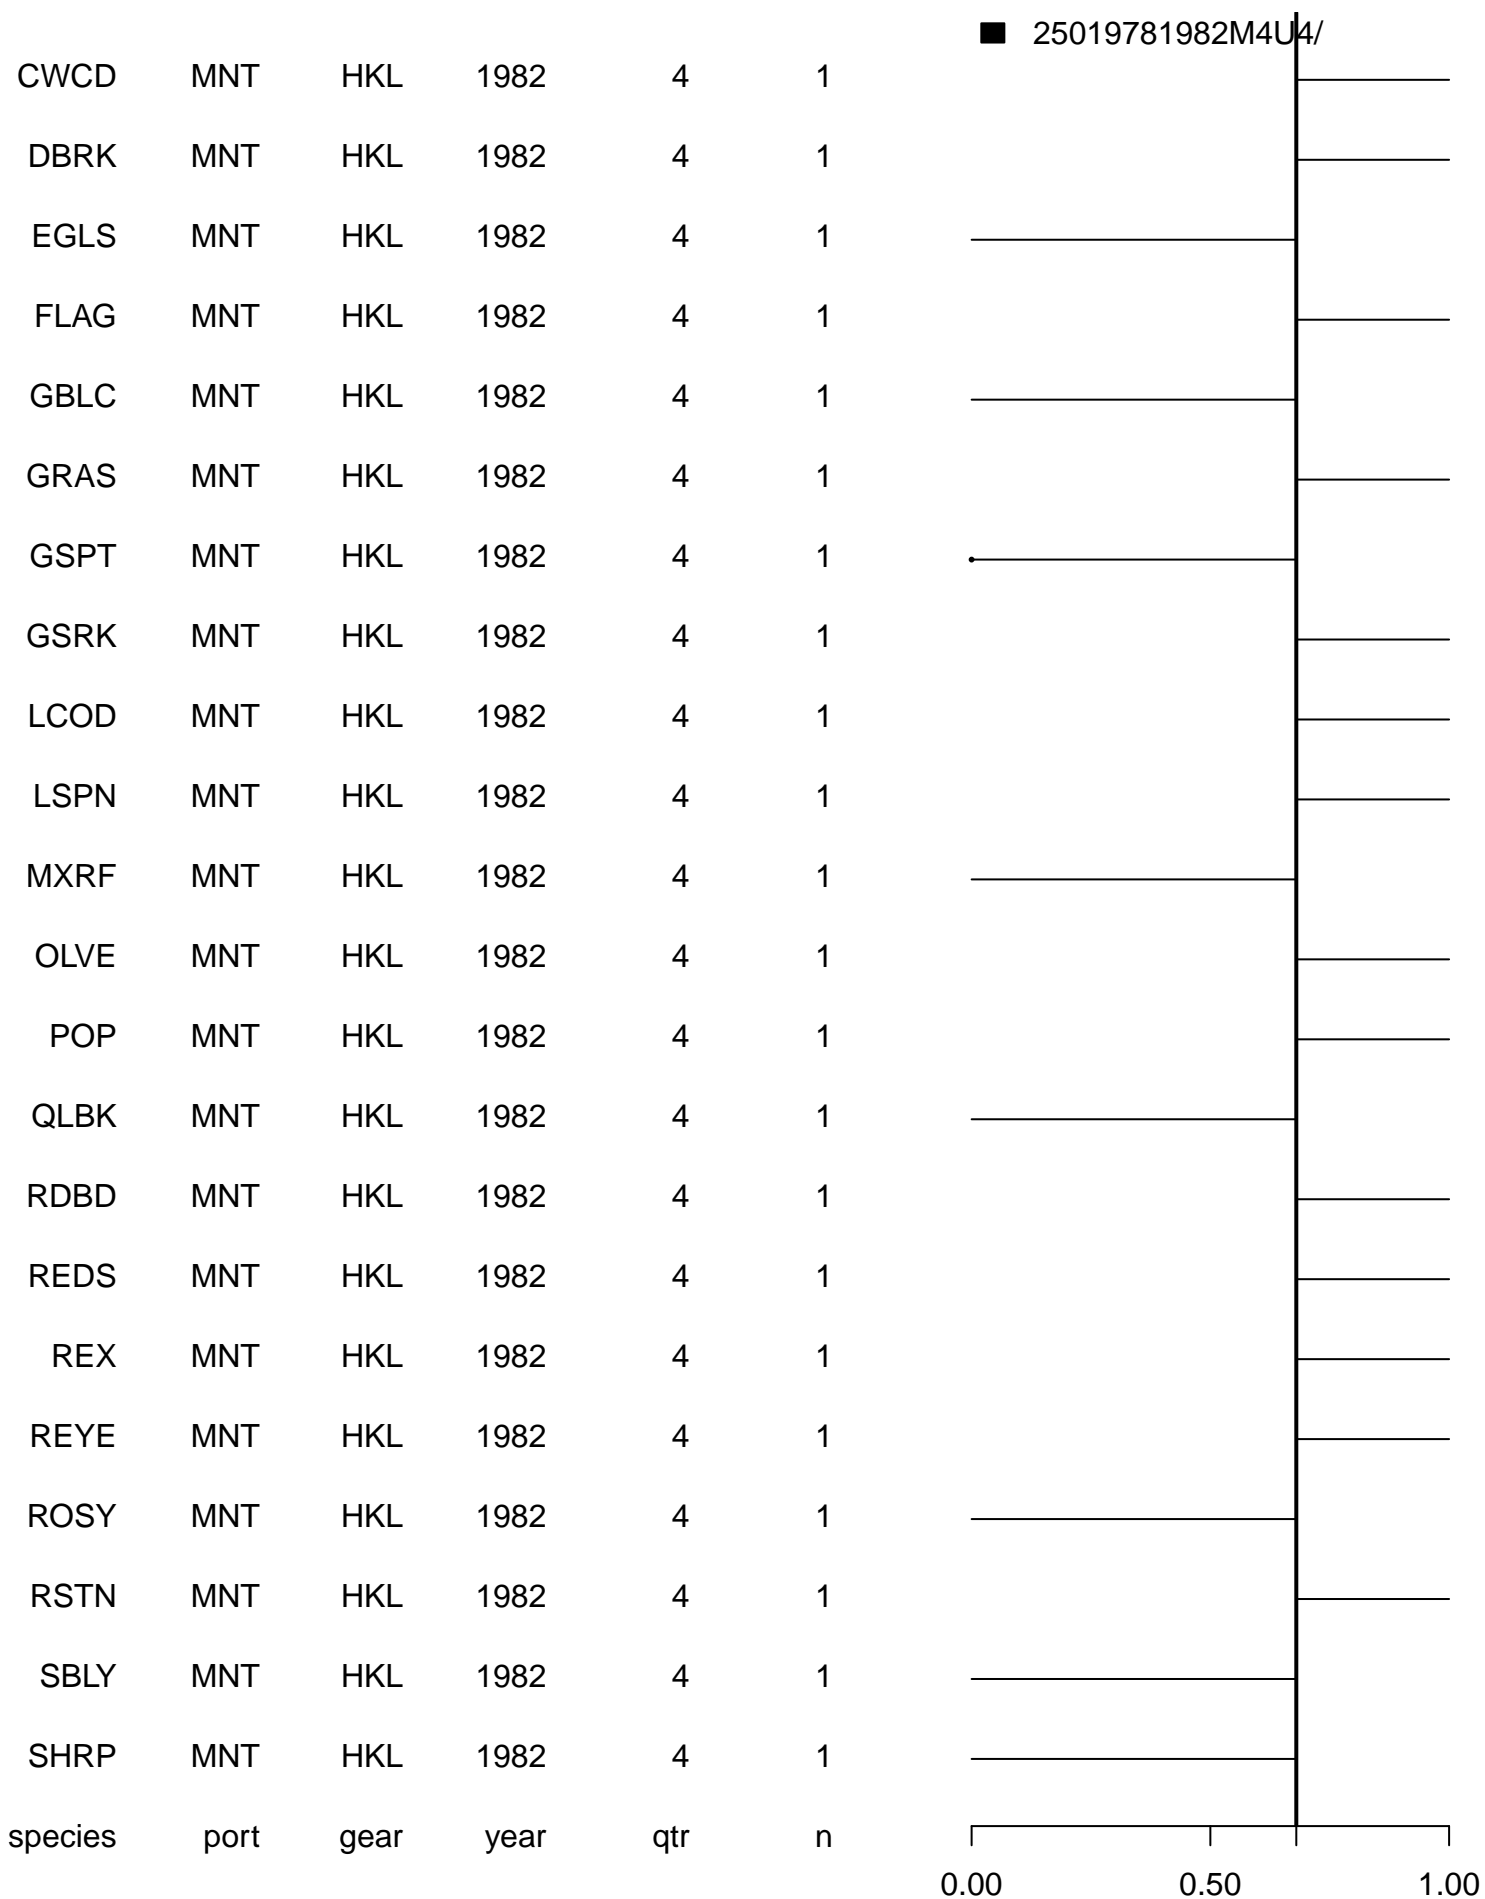 25019781982M4U4/
CWCD MNT HKL 1982 4 1
DBRK MNT HKL 1982 4 1
EGLS MNT HKL 1982 4 1
FLAG MNT HKL 1982 4 1
GBLC MNT HKL 1982 4 1
GRAS MNT HKL 1982 4 1
GSPT MNT HKL 1982 4 1
GSRK MNT HKL 1982 4 1
LCOD MNT HKL 1982 4 1
LSPN MNT HKL 1982 4 1
MXRF MNT HKL 1982 4 1
OLVE MNT HKL 1982 4 1
POP MNT HKL 1982 4 1
QLBK MNT HKL 1982 4 1
RDBD MNT HKL 1982 4 1
REDS MNT HKL 1982 4 1
REX MNT HKL 1982 4 1
REYE MNT HKL 1982 4 1
ROSY MNT HKL 1982 4 1
RSTN MNT HKL 1982 4 1
SBLY MNT HKL 1982 4 1
SHRP MNT HKL 1982 4 1
species port gear year qtr n
0.00 0.50 1.00